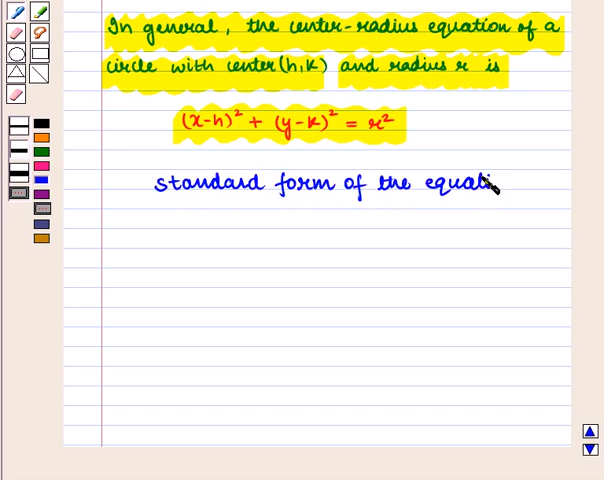 In general, the center-radius equation of a
circle with center(h,k) and radius r is
(x-h)² + (y-k)² = r²
standard form of the equati